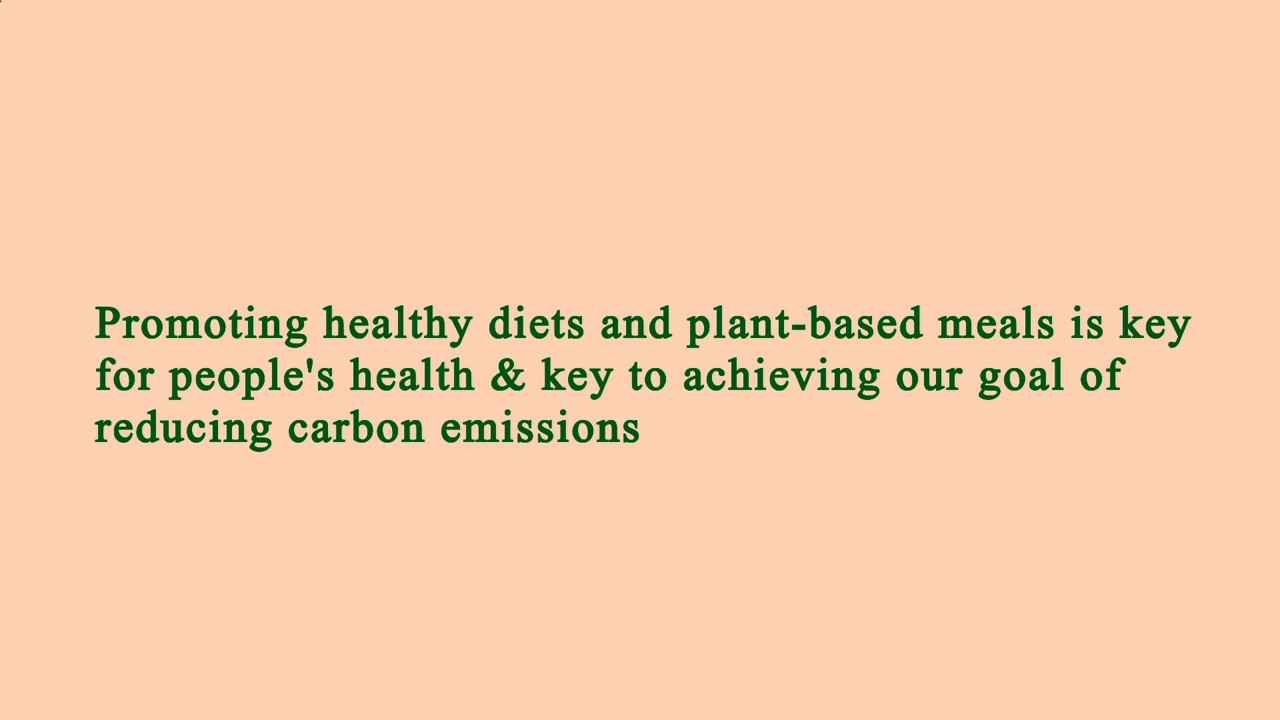 Promoting healthy diets and plant-based meals is key
for people's health & key to achieving our goal of
reducing carbon emissions